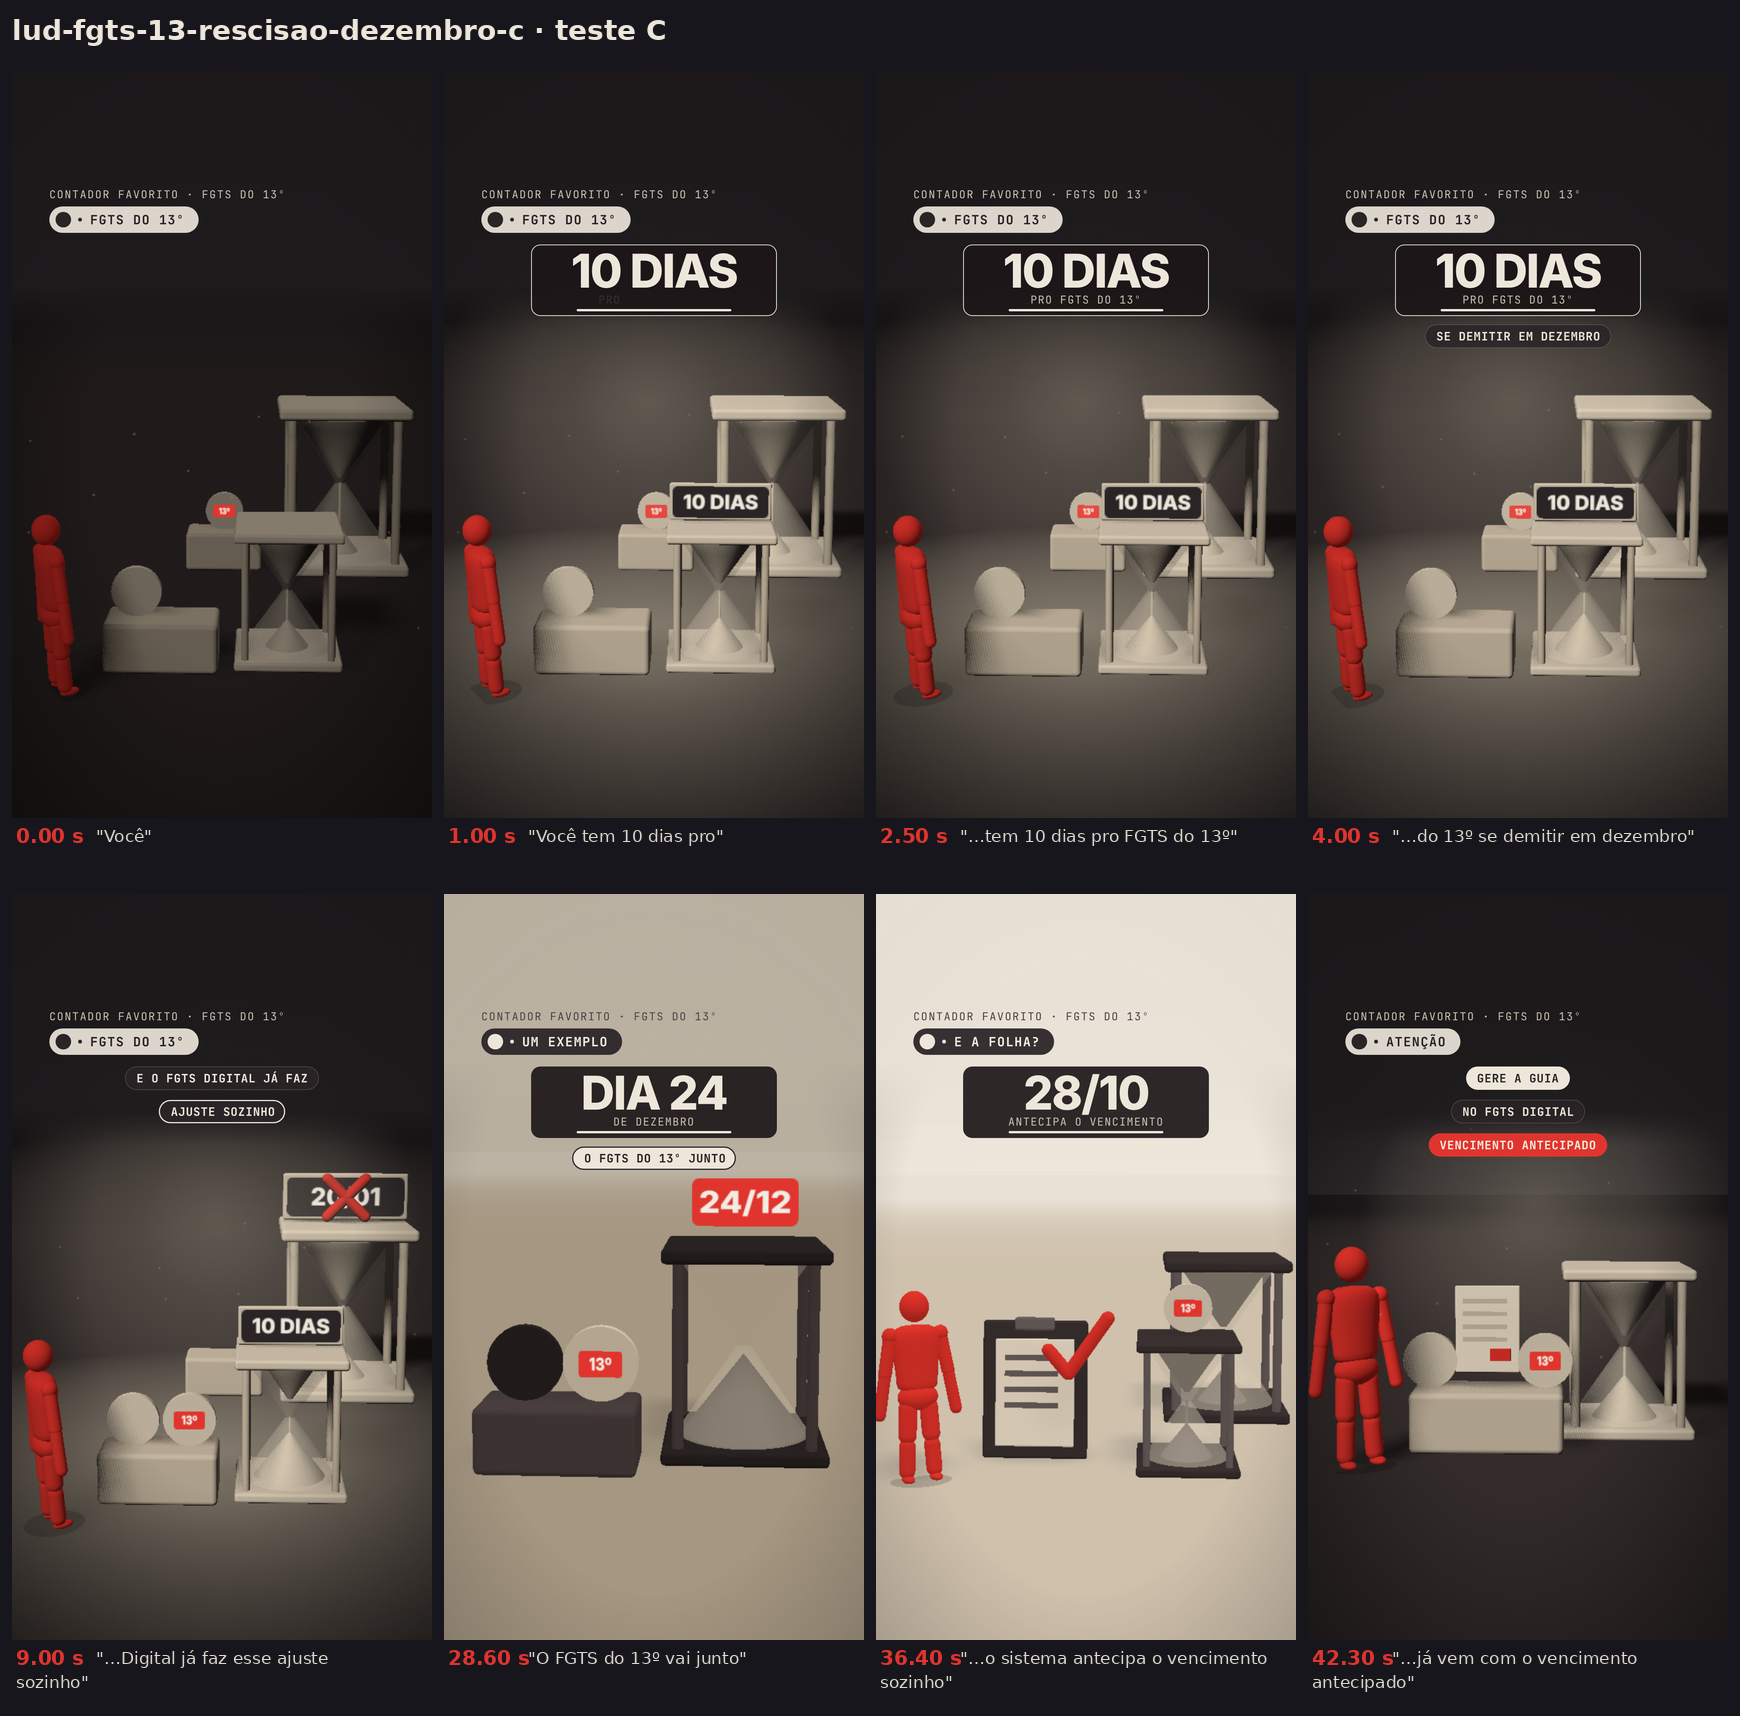 lud-fgts-13-rescisao-dezembro-c · teste C
CONTADOR FAVORITO · FGTS DO 13°
• FGTS DO 13°
13º
0.00 s "Você"
CONTADOR FAVORITO · FGTS DO 13°
• FGTS DO 13°
10 DIAS
PRO
10 DIAS
13º
1.00 s "Você tem 10 dias pro"
CONTADOR FAVORITO · FGTS DO 13°
• FGTS DO 13°
10 DIAS
PRO FGTS DO 13°
10 DIAS
13º
2.50 s "...tem 10 dias pro FGTS do 13º"
CONTADOR FAVORITO · FGTS DO 13°
• FGTS DO 13°
10 DIAS
PRO FGTS DO 13°
SE DEMITIR EM DEZEMBRO
10 DIAS
13º
4.00 s "...do 13º se demitir em dezembro"
CONTADOR FAVORITO · FGTS DO 13°
• FGTS DO 13°
E O FGTS DIGITAL JÁ FAZ
AJUSTE SOZINHO
10 DIAS
13º
9.00 s "...Digital já faz esse ajuste
sozinho"
CONTADOR FAVORITO · FGTS DO 13°
• UM EXEMPLO
DIA 24
DE DEZEMBRO
O FGTS DO 13° JUNTO
24/12
13º
28.60 s "O FGTS do 13º vai junto"
CONTADOR FAVORITO · FGTS DO 13°
• E A FOLHA?
28/10
ANTECIPA O VENCIMENTO
13º
36.40 s "...o sistema antecipa o vencimento
sozinho"
CONTADOR FAVORITO · FGTS DO 13°
• ATENÇÃO
GERE A GUIA
NO FGTS DIGITAL
VENCIMENTO ANTECIPADO
13º
42.30 s "...já vem com o vencimento
antecipado"